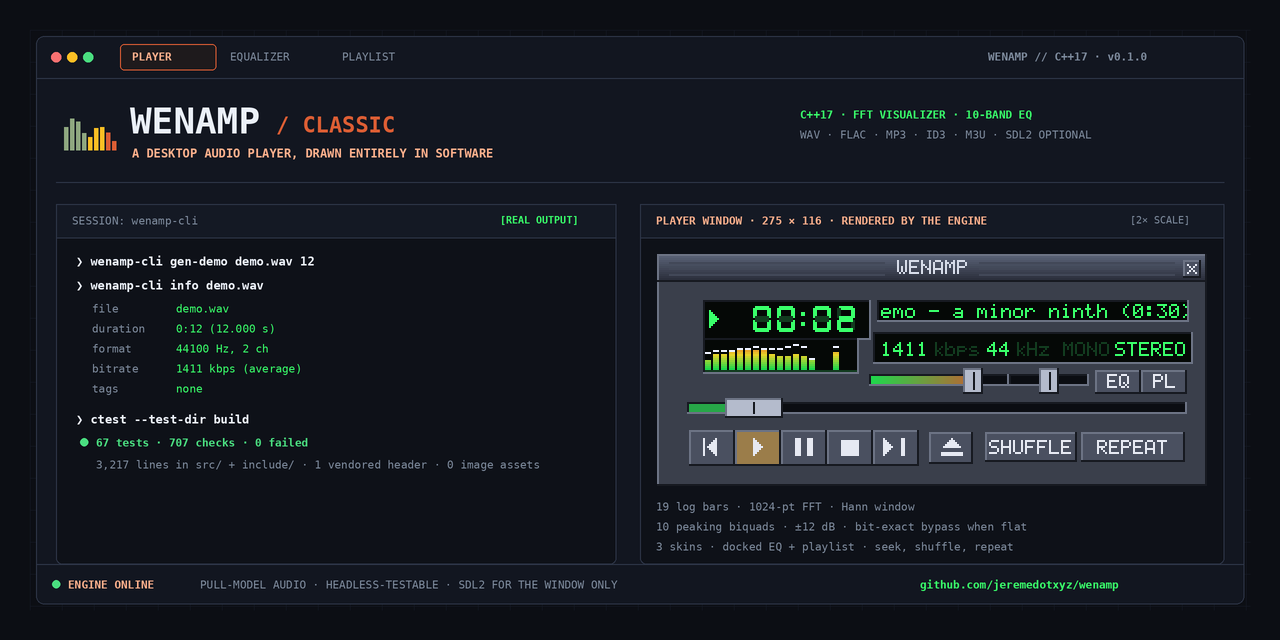 PLAYER EQUALIZER PLAYLIST WENAMP // C++17 · v0.1.0
WENAMP / CLASSIC
A DESKTOP AUDIO PLAYER, DRAWN ENTIRELY IN SOFTWARE
C++17 · FFT VISUALIZER · 10-BAND EQ
WAV · FLAC · MP3 · ID3 · M3U · SDL2 OPTIONAL
SESSION: wenamp-cli [REAL OUTPUT]
❯ wenamp-cli gen-demo demo.wav 12
❯ wenamp-cli info demo.wav
file demo.wav
duration 0:12 (12.000 s)
format 44100 Hz, 2 ch
bitrate 1411 kbps (average)
tags none
❯ ctest --test-dir build
67 tests · 707 checks · 0 failed
3,217 lines in src/ + include/ · 1 vendored header · 0 image assets
PLAYER WINDOW · 275 × 116 · RENDERED BY THE ENGINE [2× SCALE]
WENAMP
00:02
emo - a minor ninth (0:30)
1411 kbps 44 kHz MONO STEREO
EQ PL
SHUFFLE REPEAT
19 log bars · 1024-pt FFT · Hann window
10 peaking biquads · ±12 dB · bit-exact bypass when flat
3 skins · docked EQ + playlist · seek, shuffle, repeat
ENGINE ONLINE PULL-MODEL AUDIO · HEADLESS-TESTABLE · SDL2 FOR THE WINDOW ONLY github.com/jeremedotxyz/wenamp